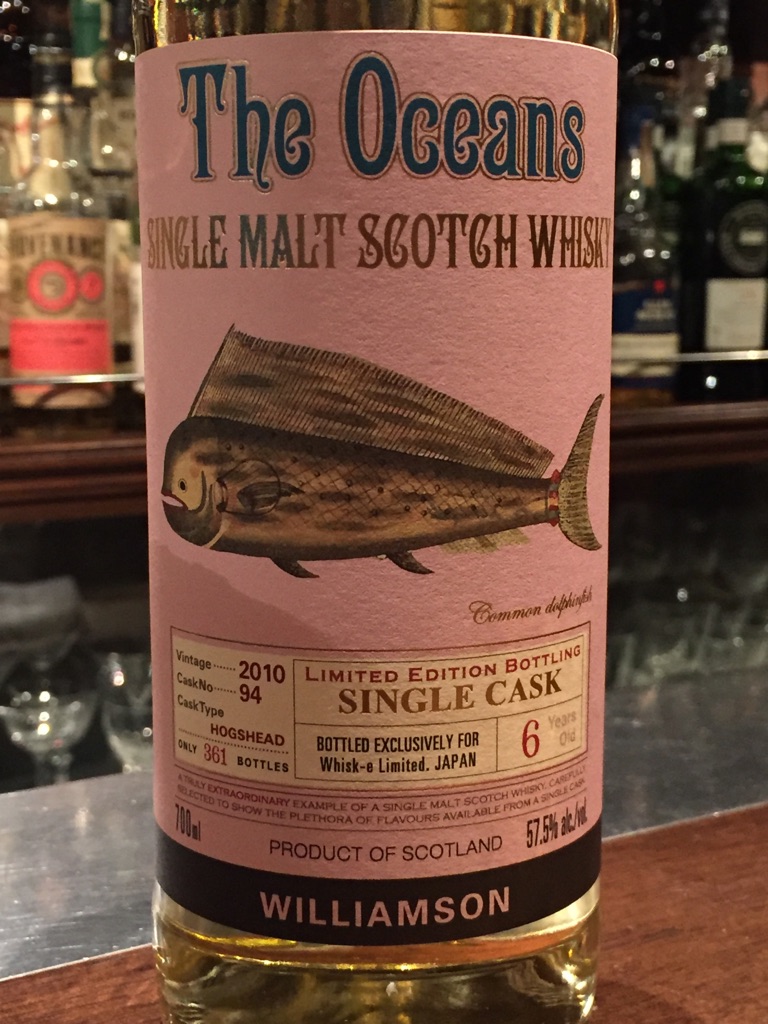 The Oceans
SINGLE MALT SCOTCH WHISKY
Common dolphinfish
Vintage ...... 2010
CaskNo ..... 94
CaskType
HOGSHEAD
ONLY 361 BOTTLES
LIMITED EDITION BOTTLING
SINGLE CASK
BOTTLED EXCLUSIVELY FOR
Whisk-e Limited. JAPAN
6 Years
Old
A TRULY EXTRAORDINARY EXAMPLE OF A SINGLE MALT SCOTCH WHISKY, CAREFULLY
SELECTED TO SHOW THE PLETHORA OF FLAVOURS AVAILABLE FROM A SINGLE CASK
700ml
PRODUCT OF SCOTLAND
57.5% alc./vol.
WILLIAMSON